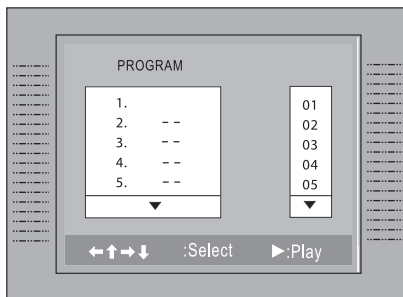 PROGRAM
1.
2. – –
3. – –
4. – –
5. – –
▼
01
02
03
04
05
▼
←↑→↓ :Select ►:Play